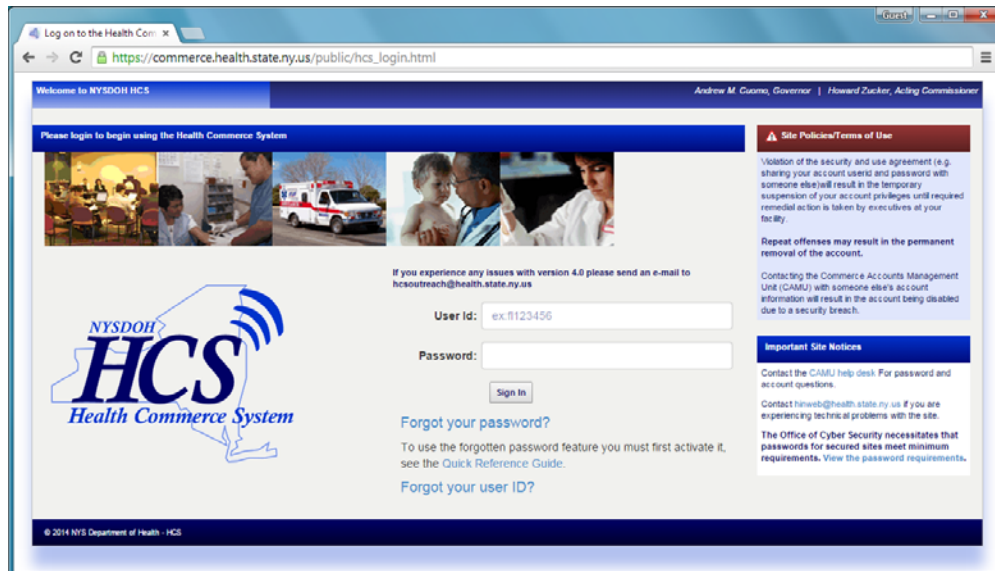 Guest
Log on to the Health Com
https://commerce.health.state.ny.us/public/hcs_login.html
Welcome to NYSDOH HCS
Andrew M. Cuomo, Governor | Howard Zucker, Acting Commissioner
Please login to begin using the Health Commerce System
If you experience any issues with version 4.0 please send an e-mail to
hcsoutreach@health.state.ny.us
NYSDOH
HCS
Health Commerce System
User Id:
ex:fl123456
Password:
Sign In
Forgot your password?
To use the forgotten password feature you must first activate it,
see the Quick Reference Guide.
Forgot your user ID?
Site Policies/Terms of Use
Violation of the security and use agreement (e.g.
sharing your account userid and password with
someone else)will result in the temporary
suspension of your account privileges until required
remedial action is taken by executives at your
facility.
Repeat offenses may result in the permanent
removal of the account.
Contacting the Commerce Accounts Management
Unit (CAMU) with someone else's account
information will result in the account being disabled
due to a security breach.
Important Site Notices
Contact the CAMU help desk For password and
account questions.
Contact hinweb@health.state.ny.us if you are
experiencing technical problems with the site.
The Office of Cyber Security necessitates that
passwords for secured sites meet minimum
requirements. View the password requirements.
© 2014 NYS Department of Health - HCS